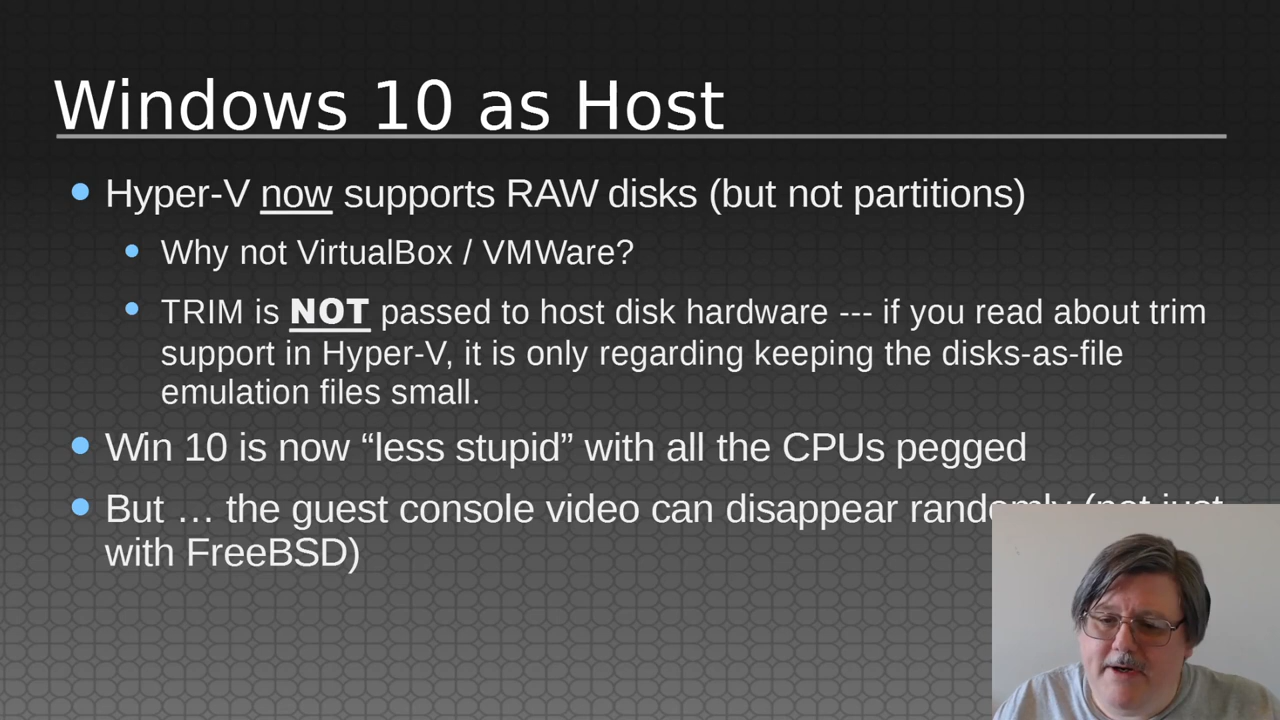 Windows 10 as Host
Hyper-V now supports RAW disks (but not partitions)
Why not VirtualBox / VMWare?
TRIM is NOT passed to host disk hardware --- if you read about trim
support in Hyper-V, it is only regarding keeping the disks-as-file
emulation files small.
Win 10 is now “less stupid” with all the CPUs pegged
But … the guest console video can disappear randomly (not just
with FreeBSD)